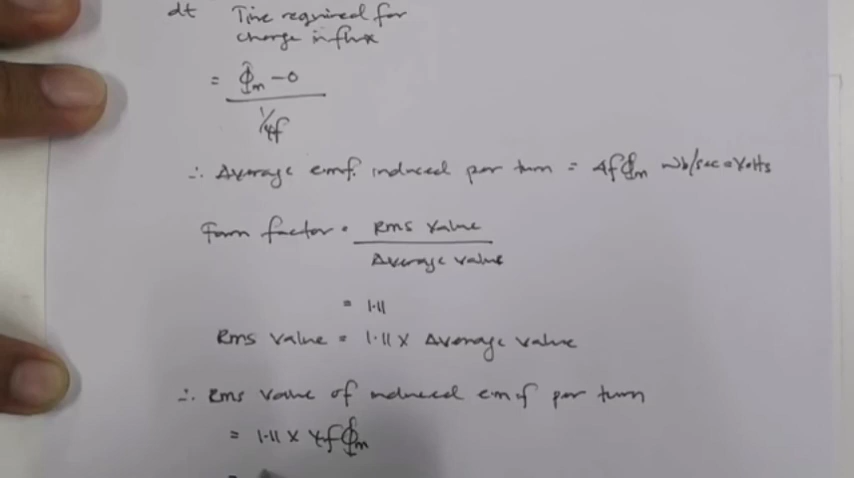 dt Time required for
change in flux
= Φm - 0
1/4f
∴ Average emf. induced per turn = 4fΦm wb/sec = volts
Form factor = Rms value
Average value
= 1.11
Rms value = 1.11 x Average value
∴ Rms value of induced emf per turn
= 1.11 x 4fΦm
=